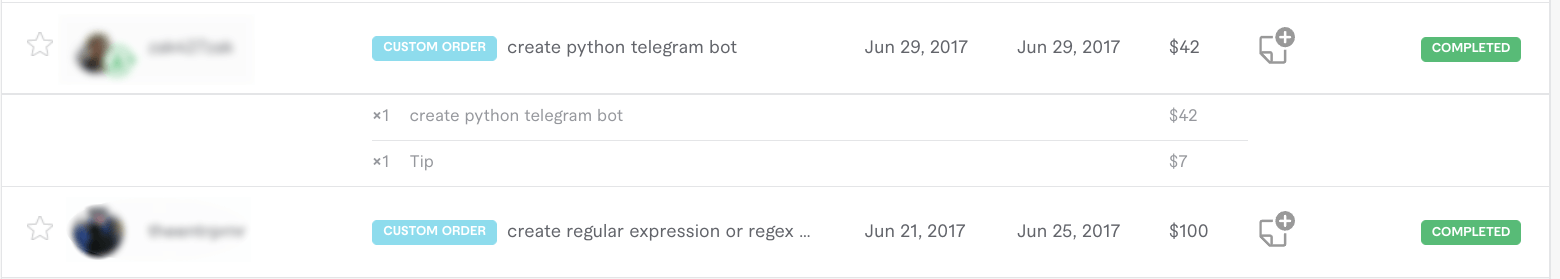 CUSTOM ORDER create python telegram bot Jun 29, 2017 Jun 29, 2017 $42 COMPLETED
×1 create python telegram bot $42
×1 Tip $7
CUSTOM ORDER create regular expression or regex ... Jun 21, 2017 Jun 25, 2017 $100 COMPLETED